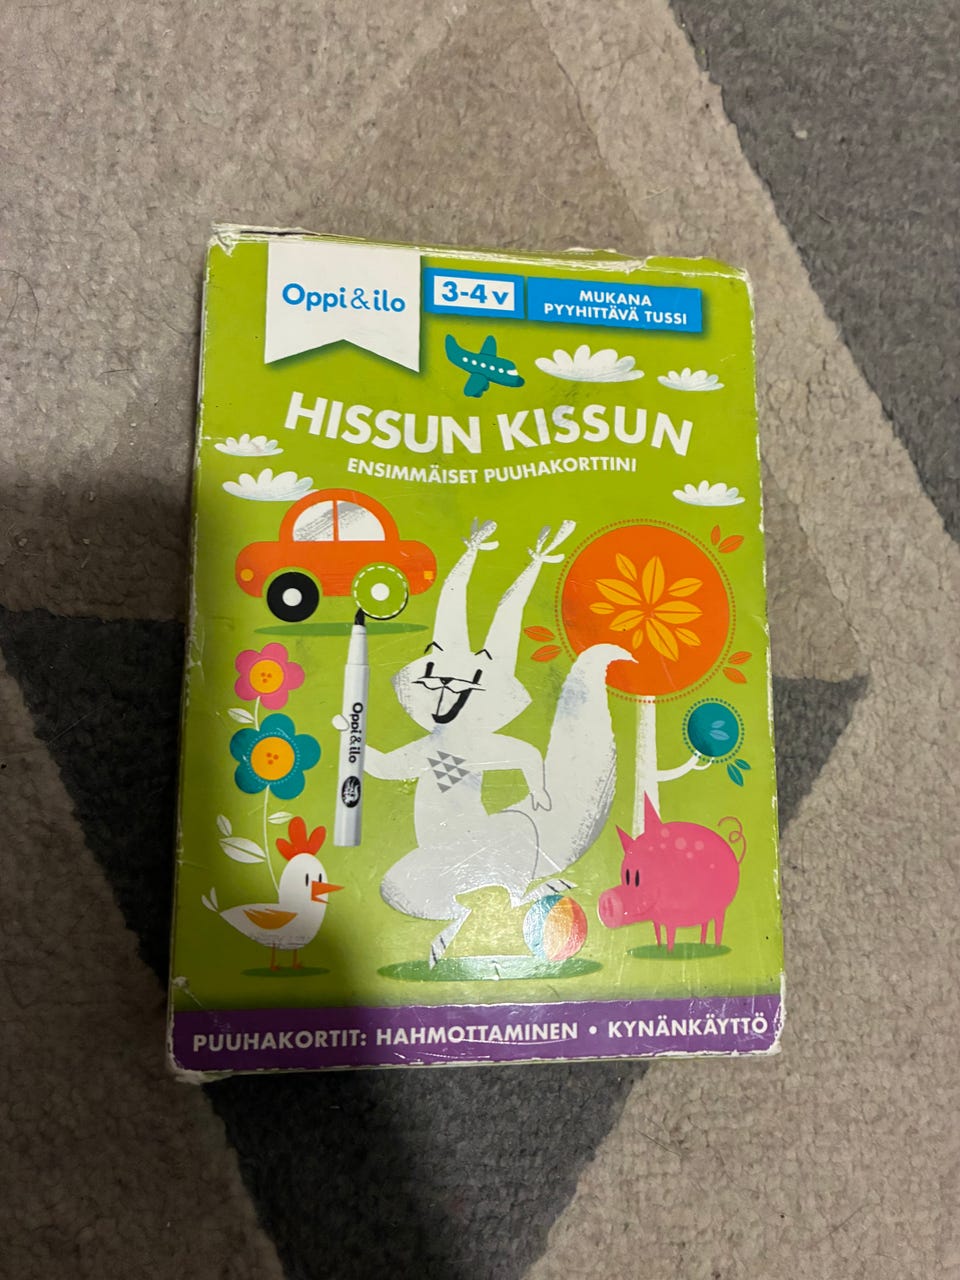 Oppi&ilo
3-4 v
MUKANA
PYYHITTÄVÄ TUSSI
HISSUN KISSUN
ENSIMMÄISET PUUHAKORTTINI
Oppi&ilo
PUUHAKORTIT: HAHMOTTAMINEN • KYNÄNKÄYTTÖ